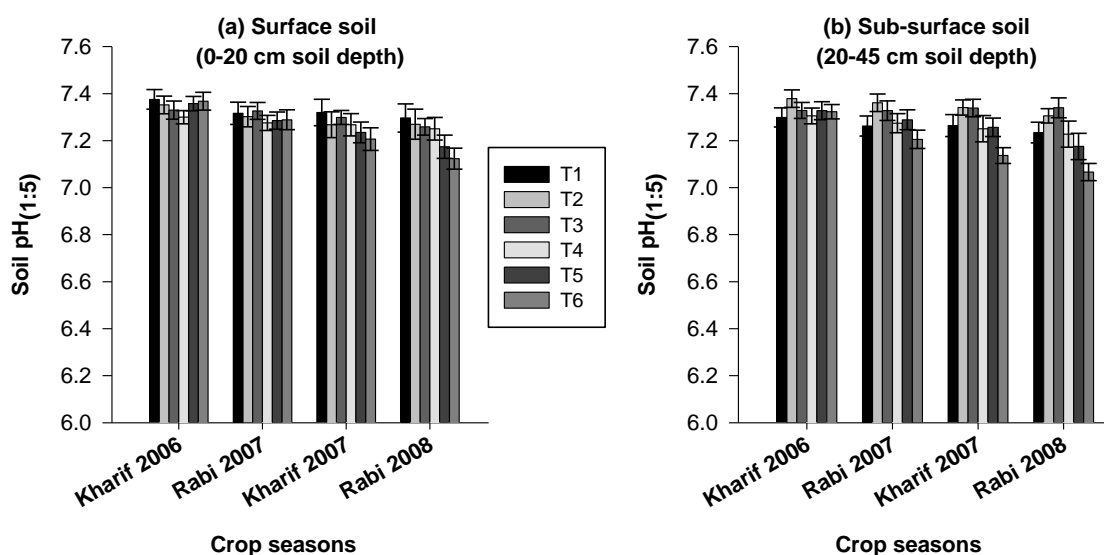 (a) Surface soil
(0-20 cm soil depth)
Soil pH(1:5)
7.6
7.4
7.2
7.0
6.8
6.6
6.4
6.2
6.0
Kharif 2006
Rabi 2007
Kharif 2007
Rabi 2008
Crop seasons
T1
T2
T3
T4
T5
T6
(b) Sub-surface soil
(20-45 cm soil depth)
Soil pH(1:5)
7.6
7.4
7.2
7.0
6.8
6.6
6.4
6.2
6.0
Kharif 2006
Rabi 2007
Kharif 2007
Rabi 2008
Crop seasons